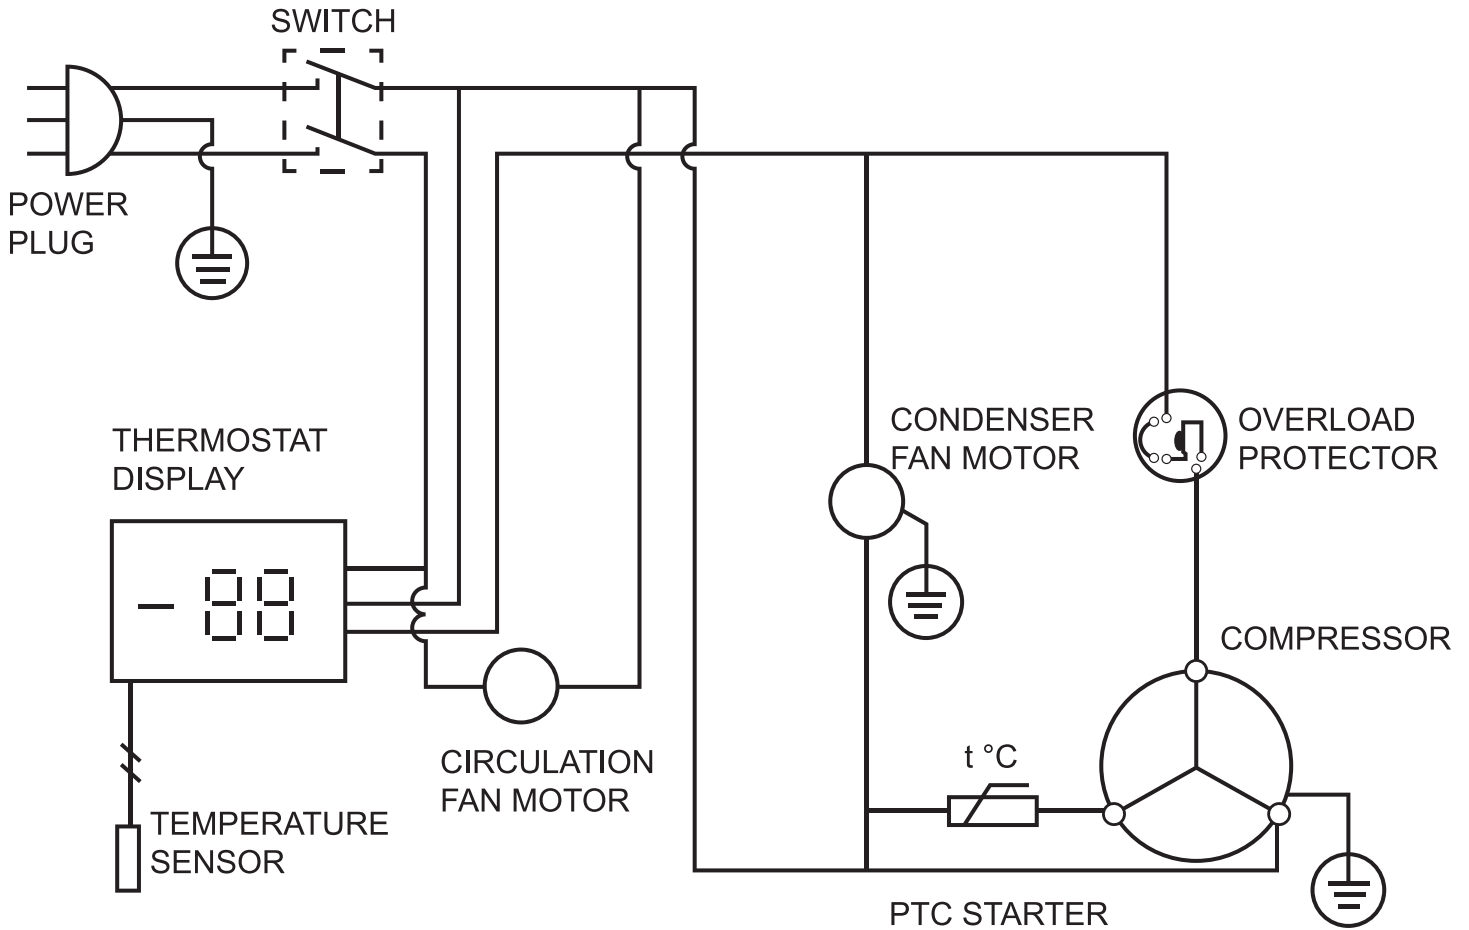 SWITCH
POWER
PLUG
THERMOSTAT
DISPLAY
- 88
CONDENSER
FAN MOTOR
OVERLOAD
PROTECTOR
COMPRESSOR
CIRCULATION
FAN MOTOR
t °C
TEMPERATURE
SENSOR
PTC STARTER